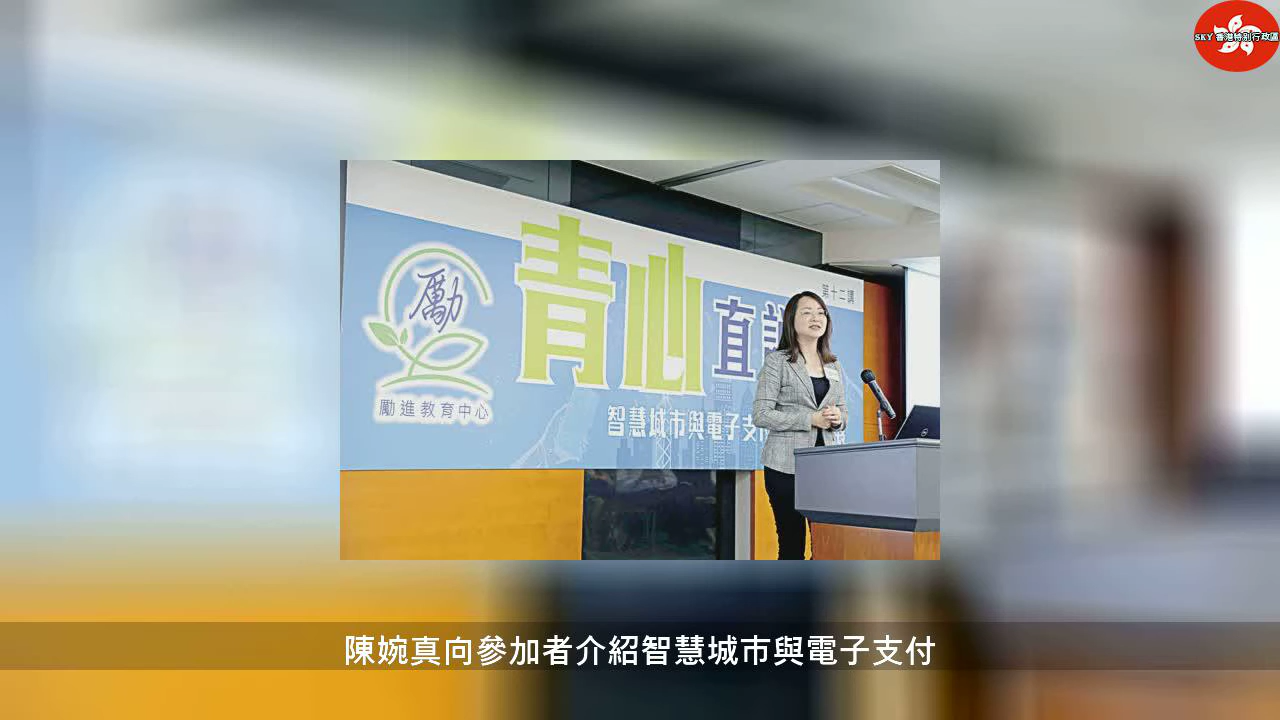 SKY 香港特別行政區
第十二講
勵
青心直
智慧城市與電子支
勵進教育中心
陳婉真向參加者介紹智慧城市與電子支付